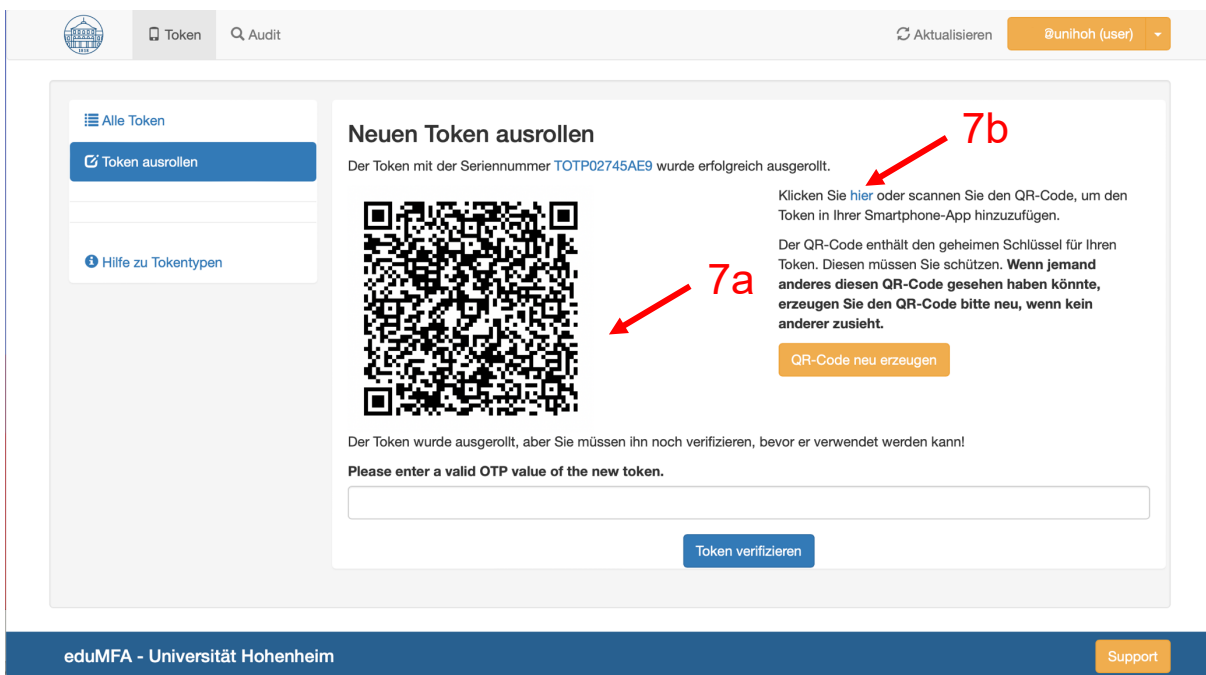 Token
Audit
Aktualisieren
@unihoh (user)
Alle Token
Token ausrollen
Hilfe zu Tokentypen
Neuen Token ausrollen
7b
Der Token mit der Seriennummer TOTP02745AE9 wurde erfolgreich ausgerollt.
Klicken Sie hier oder scannen Sie den QR-Code, um den
Token in Ihrer Smartphone-App hinzuzufügen.
7a
Der QR-Code enthält den geheimen Schlüssel für Ihren
Token. Diesen müssen Sie schützen. Wenn jemand
anderes diesen QR-Code gesehen haben könnte,
erzeugen Sie den QR-Code bitte neu, wenn kein
anderer zusieht.
QR-Code neu erzeugen
Der Token wurde ausgerollt, aber Sie müssen ihn noch verifizieren, bevor er verwendet werden kann!
Please enter a valid OTP value of the new token.
Token verifizieren
eduMFA - Universität Hohenheim
Support